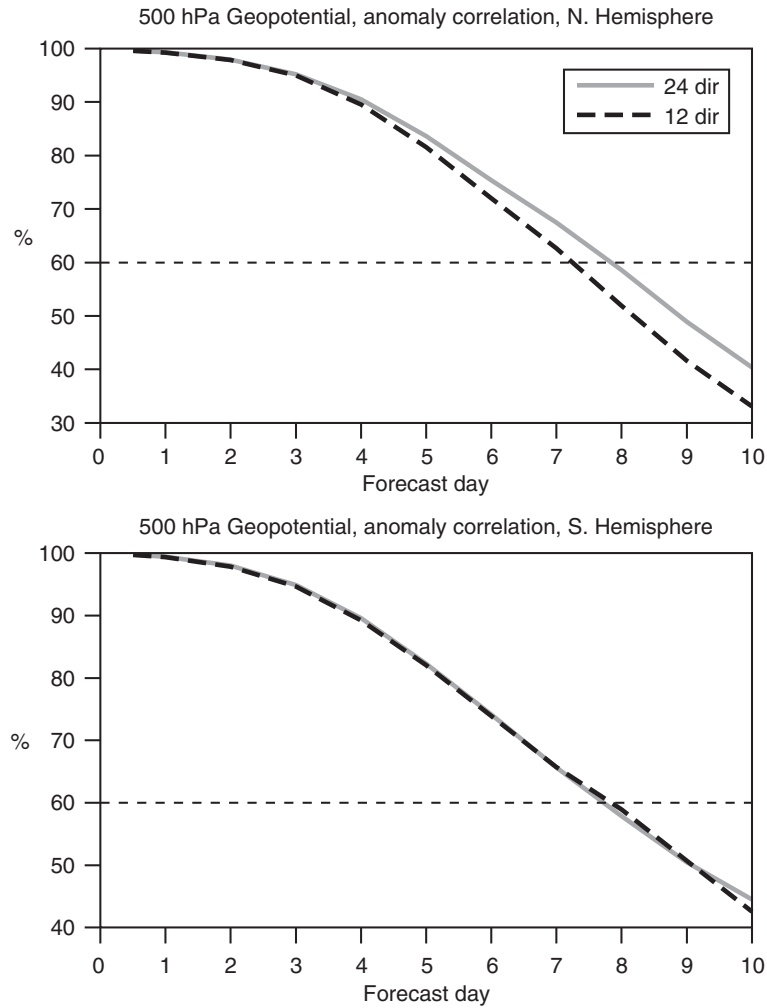 500 hPa Geopotential, anomaly correlation, N. Hemisphere
100
90
80
70
60
50
40
30
%
24 dir
12 dir
0 1 2 3 4 5 6 7 8 9 10
Forecast day
500 hPa Geopotential, anomaly correlation, S. Hemisphere
100
90
80
70
60
50
40
%
0 1 2 3 4 5 6 7 8 9 10
Forecast day